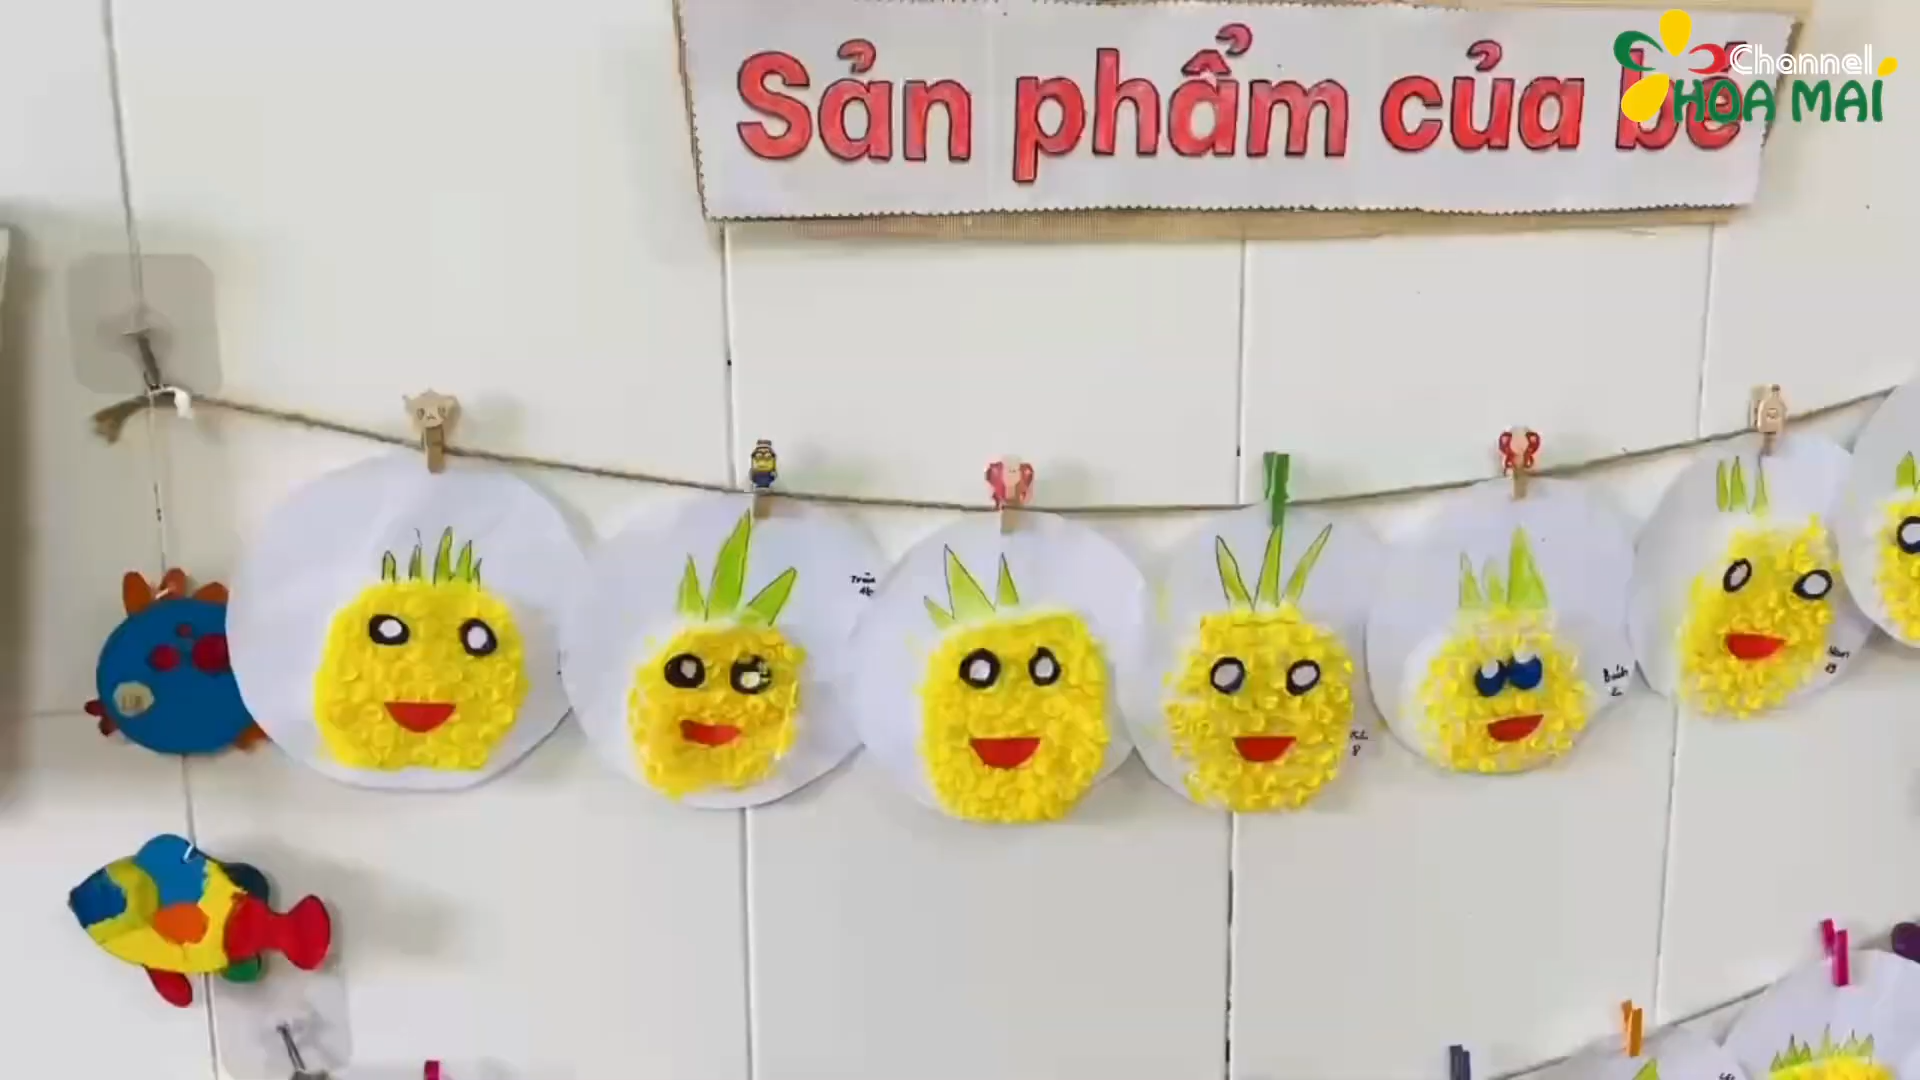 Sản phẩm của bé
Channel
HOA MAI